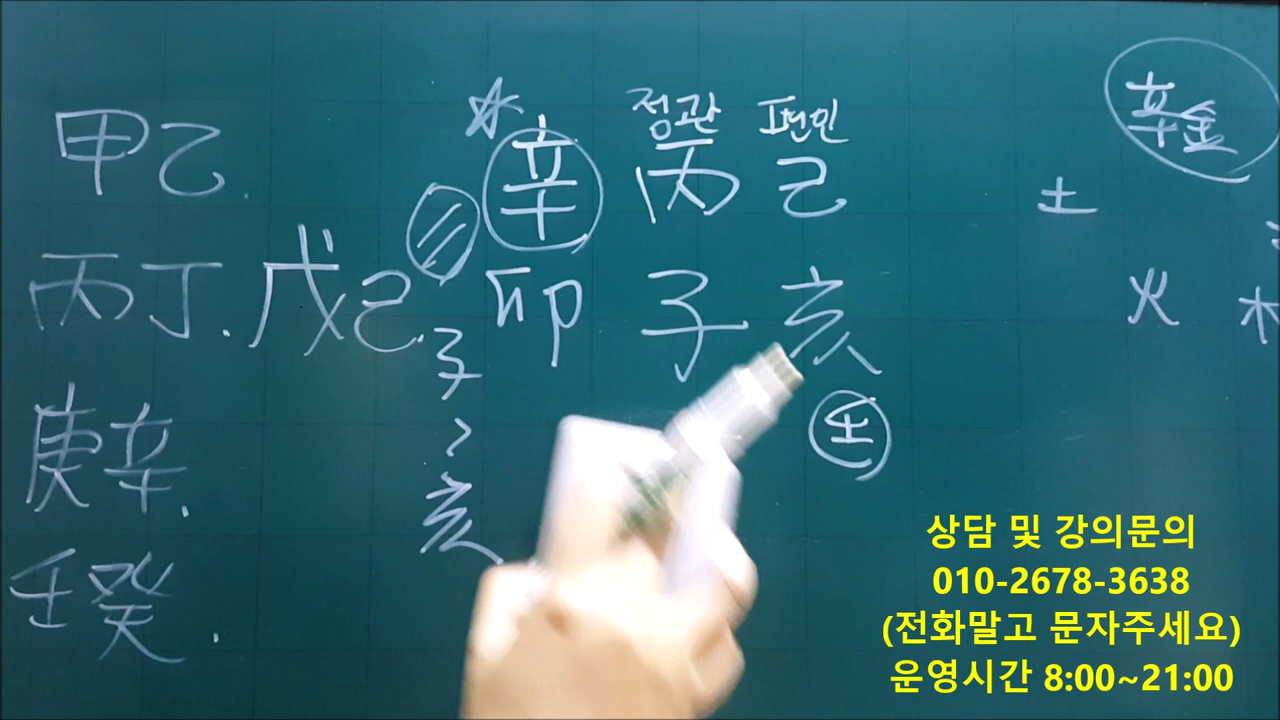 甲乙.
丙丁.戊己.
庚辛.
壬癸.
정관 편인
辛 丙己
卯子亥
子
亥
壬
辛金
土
火
木
상담 및 강의문의
010-2678-3638
(전화말고 문자주세요)
운영시간 8:00~21:00